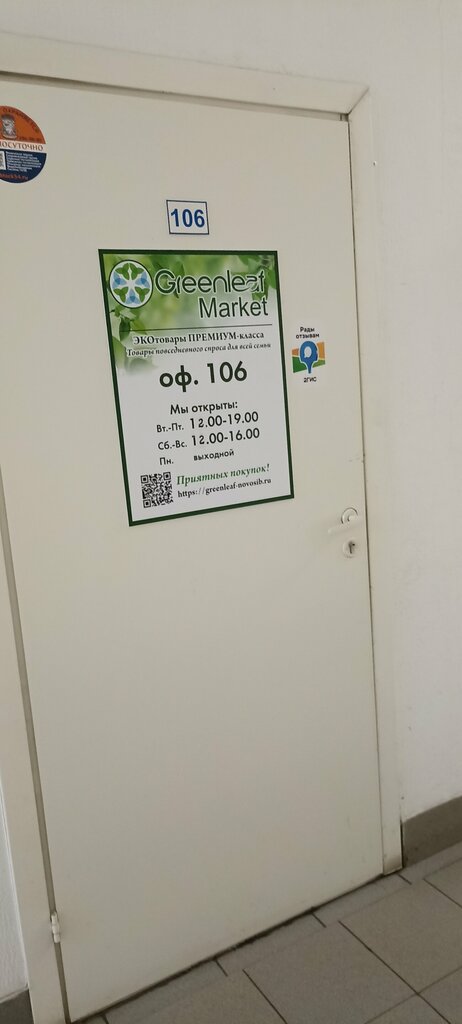 ЛОСУТОЧНО
106
Greenleaf
Market
ЭКОтовары ПРЕМИУМ-класса
Товары повседневного спроса для всей семьи
оф. 106
Мы открыты:
Вт.-Пт. 12.00-19.00
Сб.-Вс. 12.00-16.00
Пн. выходной
Приятных покупок!
https://greenleaf-novosib.ru
Рады
отзывам
2ГИС